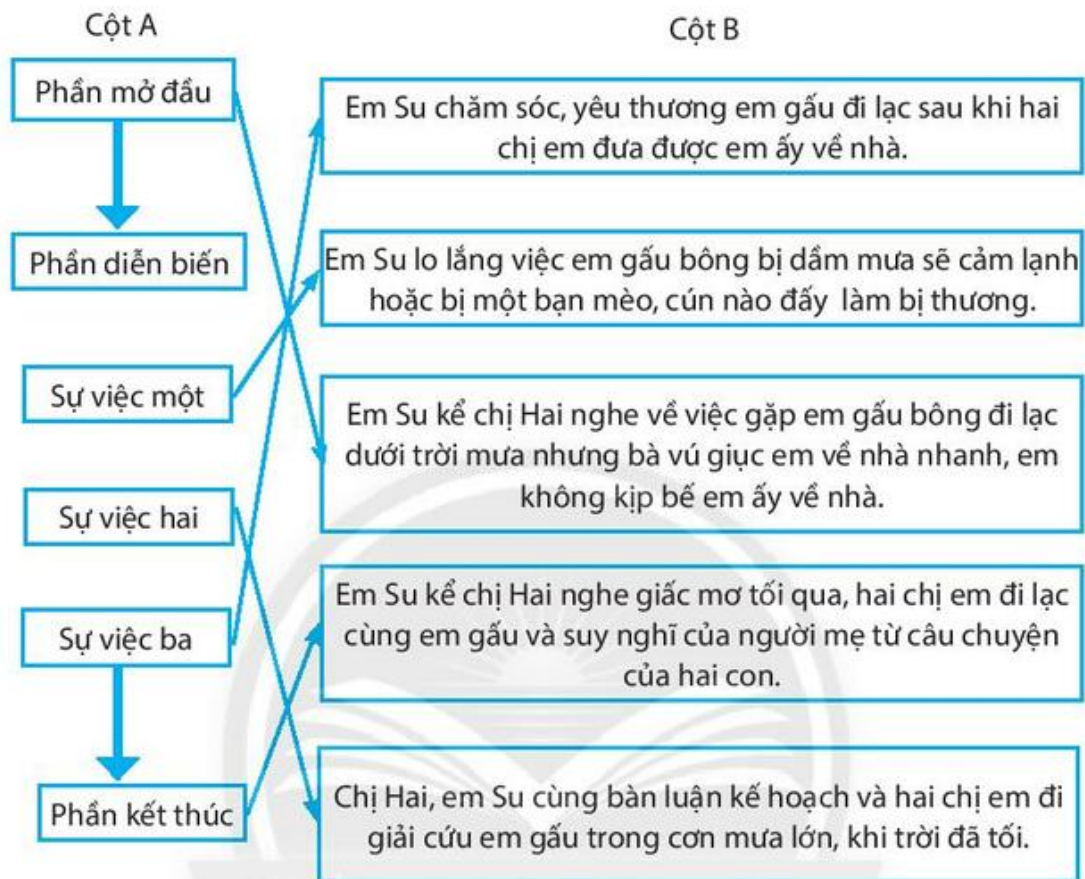 Cột A
Cột B
Phần mở đầu
Em Su chăm sóc, yêu thương em gấu đi lạc sau khi hai
chị em đưa được em ấy về nhà.
Phần diễn biến
Em Su lo lắng việc em gấu bông bị dầm mưa sẽ cảm lạnh
hoặc bị một bạn mèo, cún nào đấy làm bị thương.
Sự việc một
Em Su kể chị Hai nghe về việc gặp em gấu bông đi lạc
dưới trời mưa nhưng bà vú giục em về nhà nhanh, em
không kịp bế em ấy về nhà.
Sự việc hai
Em Su kể chị Hai nghe giấc mơ tối qua, hai chị em đi lạc
cùng em gấu và suy nghĩ của người mẹ từ câu chuyện
của hai con.
Sự việc ba
Chị Hai, em Su cùng bàn luận kế hoạch và hai chị em đi
giải cứu em gấu trong cơn mưa lớn, khi trời đã tối.
Phần kết thúc